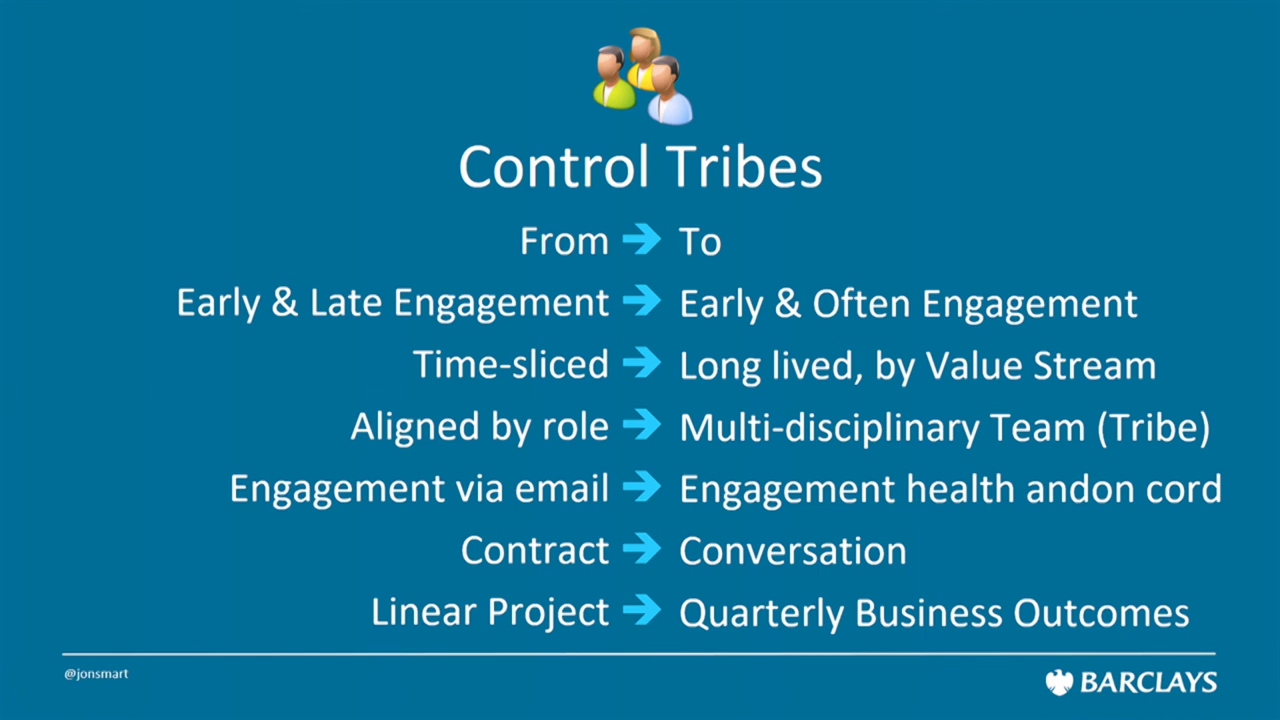 Control Tribes
From ➔ To
Early & Late Engagement ➔ Early & Often Engagement
Time-sliced ➔ Long lived, by Value Stream
Aligned by role ➔ Multi-disciplinary Team (Tribe)
Engagement via email ➔ Engagement health andon cord
Contract ➔ Conversation
Linear Project ➔ Quarterly Business Outcomes
@jonsmart
BARCLAYS